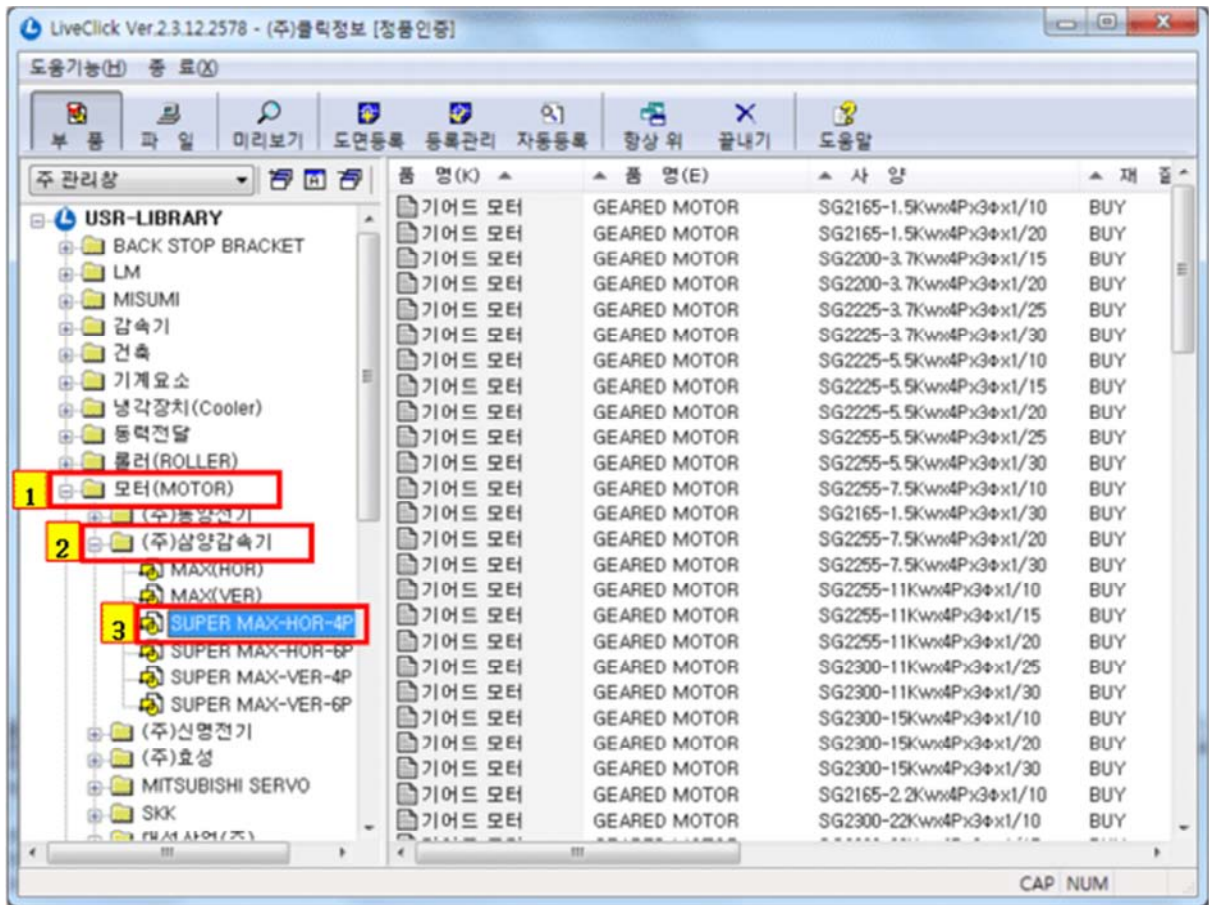 LiveClick Ver.2.3.12.2578 - (주)클릭정보 [정품인증]
도움기능(H) 종 료(X)
부 품 파 일 미리보기 도면등록 등록관리 자동등록 항상 위 끝내기 도움말
주 관리창
품 명(K) 품 명(E) 사 양 재 질
USR-LIBRARY
BACK STOP BRACKET
LM
MISUMI
감속기
건축
기계요소
냉각장치(Cooler)
동력전달
롤러(ROLLER)
1 모터(MOTOR)
(주)동양전기
2 (주)삼양감속기
MAX(HOR)
MAX(VER)
3 SUPER MAX-HOR-4P
SUPER MAX-HOR-6P
SUPER MAX-VER-4P
SUPER MAX-VER-6P
(주)신명전기
(주)효성
MITSUBISHI SERVO
SKK
기어드 모터 GEARED MOTOR SG2165-1.5Kwx4Px3Φx1/10 BUY
기어드 모터 GEARED MOTOR SG2165-1.5Kwx4Px3Φx1/20 BUY
기어드 모터 GEARED MOTOR SG2200-3.7Kwx4Px3Φx1/15 BUY
기어드 모터 GEARED MOTOR SG2200-3.7Kwx4Px3Φx1/20 BUY
기어드 모터 GEARED MOTOR SG2225-3.7Kwx4Px3Φx1/25 BUY
기어드 모터 GEARED MOTOR SG2225-3.7Kwx4Px3Φx1/30 BUY
기어드 모터 GEARED MOTOR SG2225-5.5Kwx4Px3Φx1/10 BUY
기어드 모터 GEARED MOTOR SG2225-5.5Kwx4Px3Φx1/15 BUY
기어드 모터 GEARED MOTOR SG2225-5.5Kwx4Px3Φx1/20 BUY
기어드 모터 GEARED MOTOR SG2255-5.5Kwx4Px3Φx1/25 BUY
기어드 모터 GEARED MOTOR SG2255-5.5Kwx4Px3Φx1/30 BUY
기어드 모터 GEARED MOTOR SG2255-7.5Kwx4Px3Φx1/10 BUY
기어드 모터 GEARED MOTOR SG2165-1.5Kwx4Px3Φx1/15 BUY
기어드 모터 GEARED MOTOR SG2255-7.5Kwx4Px3Φx1/20 BUY
기어드 모터 GEARED MOTOR SG2255-7.5Kwx4Px3Φx1/30 BUY
기어드 모터 GEARED MOTOR SG2255-11Kwx4Px3Φx1/10 BUY
기어드 모터 GEARED MOTOR SG2255-11Kwx4Px3Φx1/15 BUY
기어드 모터 GEARED MOTOR SG2255-11Kwx4Px3Φx1/20 BUY
기어드 모터 GEARED MOTOR SG2300-11Kwx4Px3Φx1/25 BUY
기어드 모터 GEARED MOTOR SG2300-11Kwx4Px3Φx1/30 BUY
기어드 모터 GEARED MOTOR SG2300-15Kwx4Px3Φx1/10 BUY
기어드 모터 GEARED MOTOR SG2300-15Kwx4Px3Φx1/20 BUY
기어드 모터 GEARED MOTOR SG2300-15Kwx4Px3Φx1/30 BUY
기어드 모터 GEARED MOTOR SG2165-2.2Kwx4Px3Φx1/10 BUY
기어드 모터 GEARED MOTOR SG2300-22Kwx4Px3Φx1/10 BUY
CAP NUM